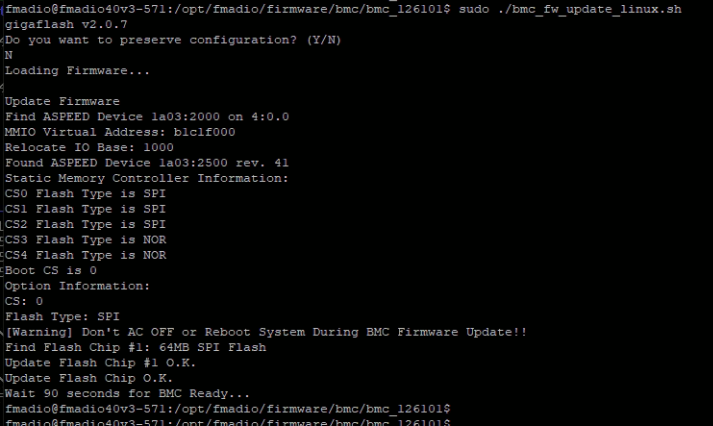 fmadio@fmadio40v3-571:/opt/fmadio/firmware/bmc/bmc_126101$ sudo ./bmc_fw_update_linux.sh
gigaflash v2.0.7
Do you want to preserve configuration? (Y/N)
N
Loading Firmware...
Update Firmware
Find ASPEED Device 1a03:2000 on 4:0.0
MMIO Virtual Address: b1c1f000
Relocate IO Base: 1000
Found ASPEED Device 1a03:2500 rev. 41
Static Memory Controller Information:
CS0 Flash Type is SPI
CS1 Flash Type is SPI
CS2 Flash Type is SPI
CS3 Flash Type is NOR
CS4 Flash Type is NOR
Boot CS is 0
Option Information:
CS: 0
Flash Type: SPI
[Warning] Don't AC OFF or Reboot System During BMC Firmware Update!!
Find Flash Chip #1: 64MB SPI Flash
Update Flash Chip #1 O.K.
Update Flash Chip O.K.
Wait 90 seconds for BMC Ready...
fmadio@fmadio40v3-571:/opt/fmadio/firmware/bmc/bmc_126101$
fmadio@fmadio40v3-571:/opt/fmadio/firmware/bmc/bmc_126101$